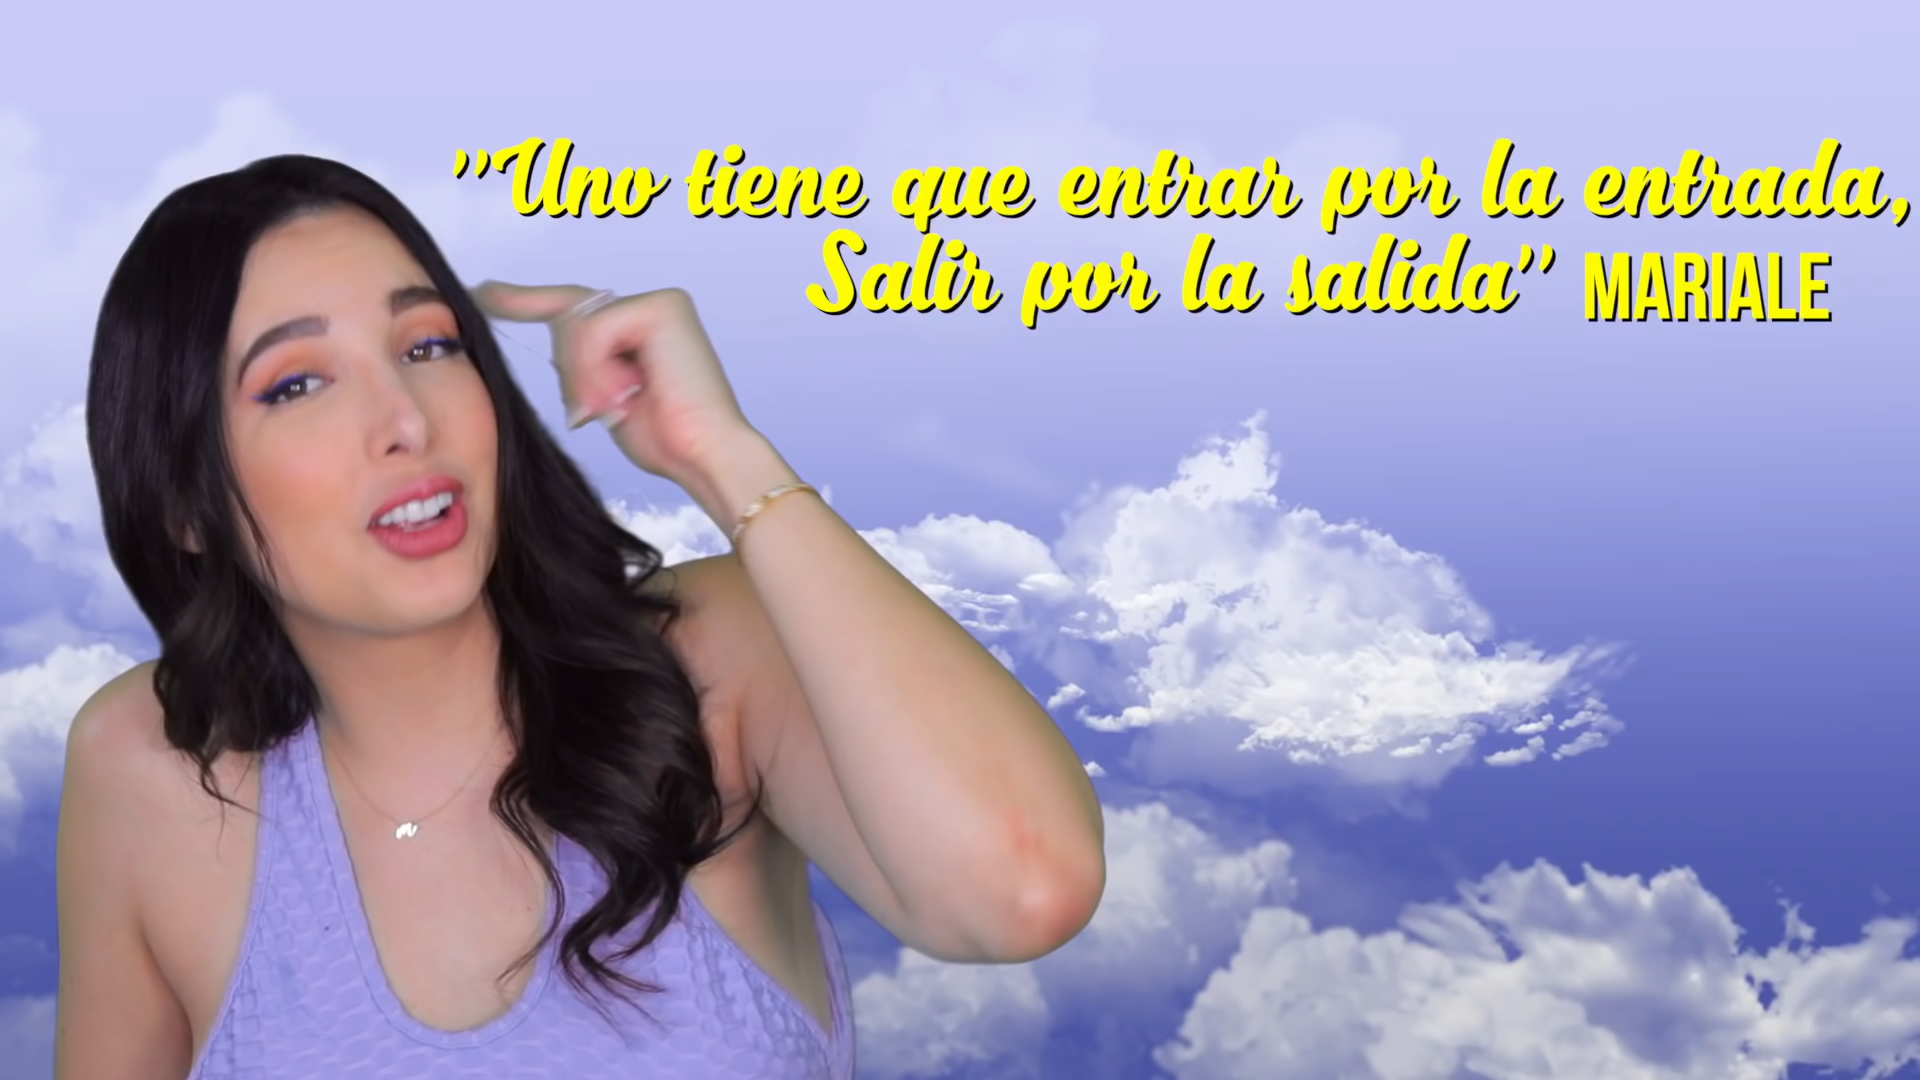 "Uno tiene que entrar por la entrada,
Salir por la salida" MARIALE